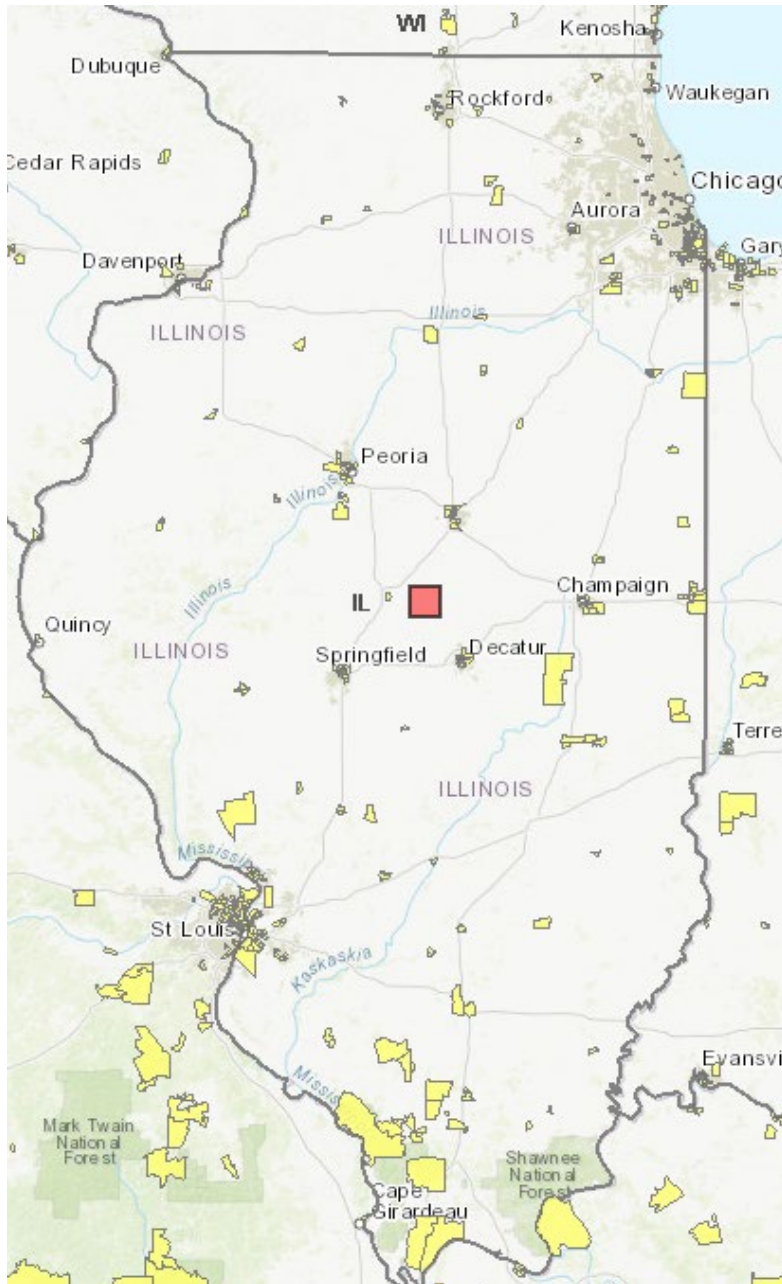 WI
Kenosha
Dubuque
Rockford
Waukegan
Cedar Rapids
Chicago
Aurora
ILLINOIS
Gary
Davenport
Illinois
ILLINOIS
Peoria
Illinois
Illinois
IL
Champaign
Quincy
ILLINOIS
Springfield
Decatur
Terre
ILLINOIS
Mississip
St Louis
Kaskaskia
Evansvi
Missis
Mark Twain
National
Forest
Shawnee
National
Forest
Cape
Girardeau